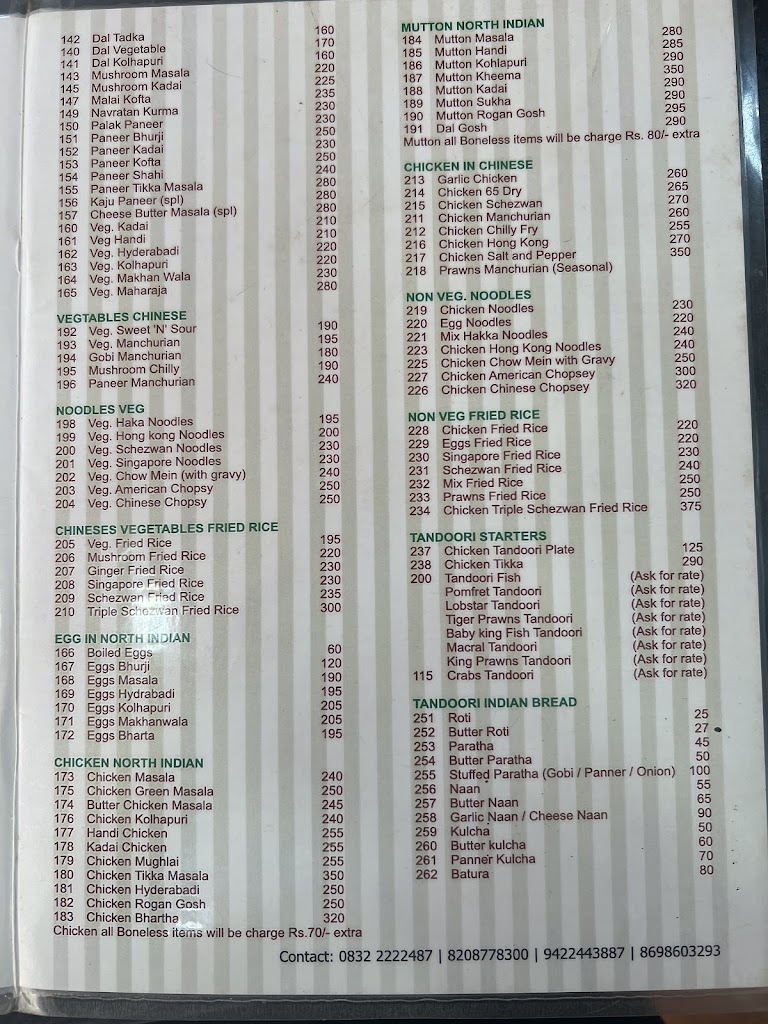 142 Dal Tadka 160
140 Dal Vegetable 170
141 Dal Kolhapuri 160
143 Mushroom Masala 220
145 Mushroom Kadai 225
147 Malai Kofta 235
149 Navratan Kurma 230
150 Palak Paneer 230
151 Paneer Bhurji 250
152 Paneer Kadai 230
153 Paneer Kofta 250
154 Paneer Shahi 240
155 Paneer Tikka Masala 280
156 Kaju Paneer (spl) 280
157 Cheese Butter Masala (spl) 280
160 Veg. Kadai 210
161 Veg Handi 210
162 Veg. Hyderabadi 220
163 Veg. Kolhapuri 220
164 Veg. Makhan Wala 230
165 Veg. Maharaja 280
VEGTABLES CHINESE
192 Veg. Sweet 'N' Sour 190
193 Veg. Manchurian 195
194 Gobi Manchurian 180
195 Mushroom Chilly 190
196 Paneer Manchurian 240
NOODLES VEG
198 Veg. Haka Noodles 195
199 Veg. Hong kong Noodles 200
200 Veg. Schezwan Noodles 230
201 Veg. Singapore Noodles 230
202 Veg. Chow Mein (with gravy) 240
203 Veg. American Chopsy 250
204 Veg. Chinese Chopsy 250
CHINESES VEGETABLES FRIED RICE
205 Veg. Fried Rice 195
206 Mushroom Fried Rice 220
207 Ginger Fried Rice 230
208 Singapore Fried Rice 230
209 Schezwan Fried Rice 235
210 Triple Schezwan Fried Rice 300
EGG IN NORTH INDIAN
166 Boiled Eggs 60
167 Eggs Bhurji 120
168 Eggs Masala 190
169 Eggs Hydrabadi 195
170 Eggs Kolhapuri 205
171 Eggs Makhanwala 205
172 Eggs Bharta 195
CHICKEN NORTH INDIAN
173 Chicken Masala 240
175 Chicken Green Masala 250
174 Butter Chicken Masala 245
176 Chicken Kolhapuri 240
177 Handi Chicken 255
178 Kadai Chicken 255
179 Chicken Mughlai 255
180 Chicken Tikka Masala 350
181 Chicken Hyderabadi 250
182 Chicken Rogan Gosh 250
183 Chicken Bhartha 320
Chicken all Boneless items will be charge Rs.70/- extra
MUTTON NORTH INDIAN
184 Mutton Masala 280
185 Mutton Handi 285
186 Mutton Kohlapuri 290
187 Mutton Kheema 350
188 Mutton Kadai 290
189 Mutton Sukha 290
190 Mutton Rogan Gosh 295
191 Dal Gosh 290
Mutton all Boneless items will be charge Rs. 80/- extra
CHICKEN IN CHINESE
213 Garlic Chicken 260
214 Chicken 65 Dry 265
215 Chicken Schezwan 270
211 Chicken Manchurian 260
212 Chicken Chilly Fry 255
216 Chicken Hong Kong 270
217 Chicken Salt and Pepper 350
218 Prawns Manchurian (Seasonal)
NON VEG. NOODLES
219 Chicken Noodles 230
220 Egg Noodles 220
221 Mix Hakka Noodles 240
223 Chicken Hong Kong Noodles 240
225 Chicken Chow Mein with Gravy 250
227 Chicken American Chopsey 300
226 Chicken Chinese Chopsey 320
NON VEG FRIED RICE
228 Chicken Fried Rice 220
229 Eggs Fried Rice 220
230 Singapore Fried Rice 230
231 Schezwan Fried Rice 240
232 Mix Fried Rice 250
233 Prawns Fried Rice 250
234 Chicken Triple Schezwan Fried Rice 375
TANDOORI STARTERS
237 Chicken Tandoori Plate 125
238 Chicken Tikka 290
200 Tandoori Fish (Ask for rate)
Pomfret Tandoori (Ask for rate)
Lobstar Tandoori (Ask for rate)
Tiger Prawns Tandoori (Ask for rate)
Baby king Fish Tandoori (Ask for rate)
Macral Tandoori (Ask for rate)
King Prawns Tandoori (Ask for rate)
115 Crabs Tandoori (Ask for rate)
TANDOORI INDIAN BREAD
251 Roti 25
252 Butter Roti 27
253 Paratha 45
254 Butter Paratha 50
255 Stuffed Paratha (Gobi / Panner / Onion) 100
256 Naan 55
257 Butter Naan 65
258 Garlic Naan / Cheese Naan 90
259 Kulcha 50
260 Butter kulcha 60
261 Panner Kulcha 70
262 Batura 80
Contact: 0832 2222487 | 8208778300 | 9422443887 | 8698603293